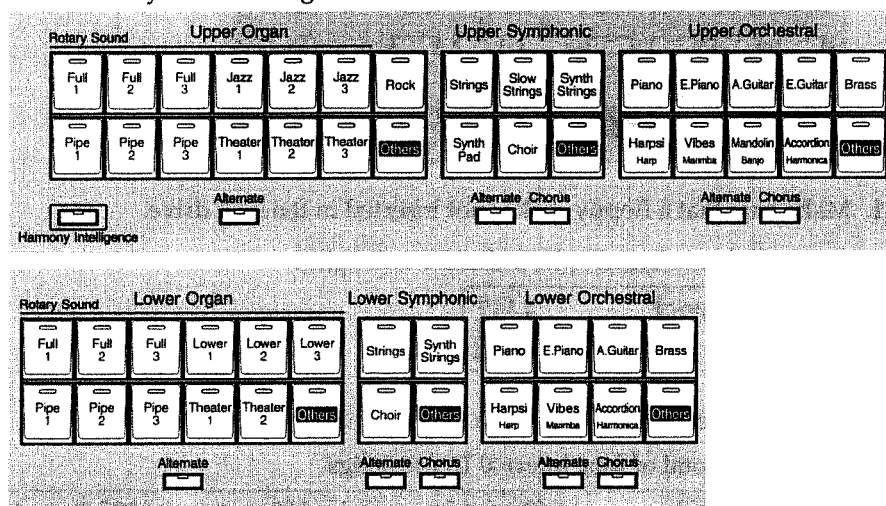 Rotary Sound Upper Organ Upper Symphonic Upper Orchestral
Full 1 Full 2 Full 3 Jazz 1 Jazz 2 Jazz 3 Rock Strings Slow Strings Synth Strings Piano E.Piano A.Guitar E.Guitar Brass
Pipe 1 Pipe 2 Pipe 3 Theater 1 Theater 2 Theater 3 Others Synth Pad Choir Others Harpsi Harp Vibes Marimba Mandolin Banjo Accordion Harmonica Others
Alternate Alternate Chorus Alternate Chorus
Harmony Intelligence
Rotary Sound Lower Organ Lower Symphonic Lower Orchestral
Full 1 Full 2 Full 3 Lower 1 Lower 2 Lower 3 Strings Synth Strings Piano E.Piano A.Guitar Brass
Pipe 1 Pipe 2 Pipe 3 Theater 1 Theater 2 Others Choir Others Harpsi Harp Vibes Marimba Accordion Harmonica Others
Alternate Alternate Chorus Alternate Chorus